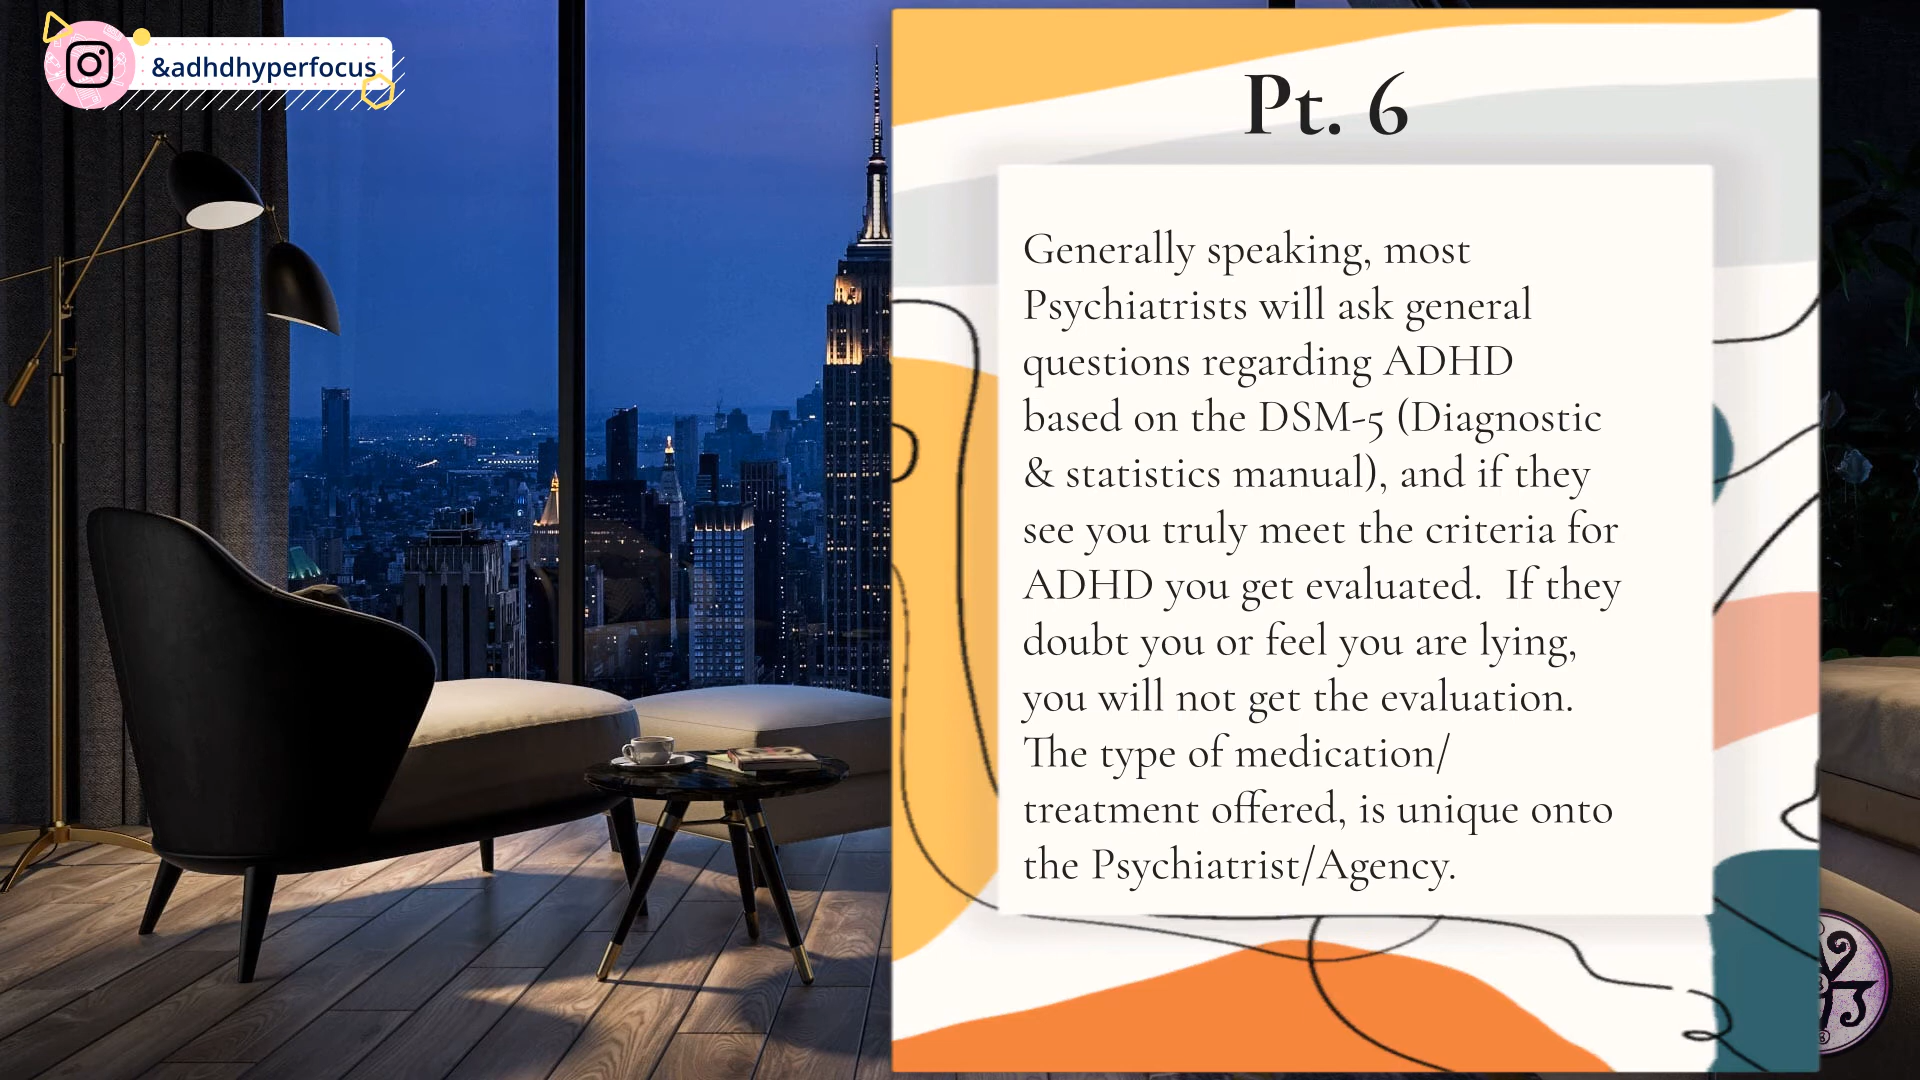 &adhdhyperfocus
Pt. 6
Generally speaking, most
Psychiatrists will ask general
questions regarding ADHD
based on the DSM-5 (Diagnostic
& statistics manual), and if they
see you truly meet the criteria for
ADHD you get evaluated.  If they
doubt you or feel you are lying,
you will not get the evaluation.
The type of medication/
treatment offered, is unique onto
the Psychiatrist/Agency.